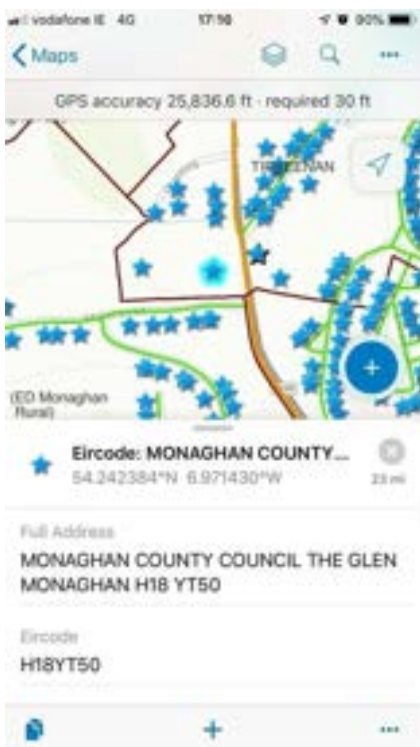 vodafone IE 4G 17:16 90%
Maps
GPS accuracy 25,836.6 ft · required 30 ft
(ED Monaghan
Rural)
Eircode: MONAGHAN COUNTY...
54.242384°N 6.971430°W
23 mi
Full Address
MONAGHAN COUNTY COUNCIL THE GLEN
MONAGHAN H18 YT50
Eircode
H18YT50